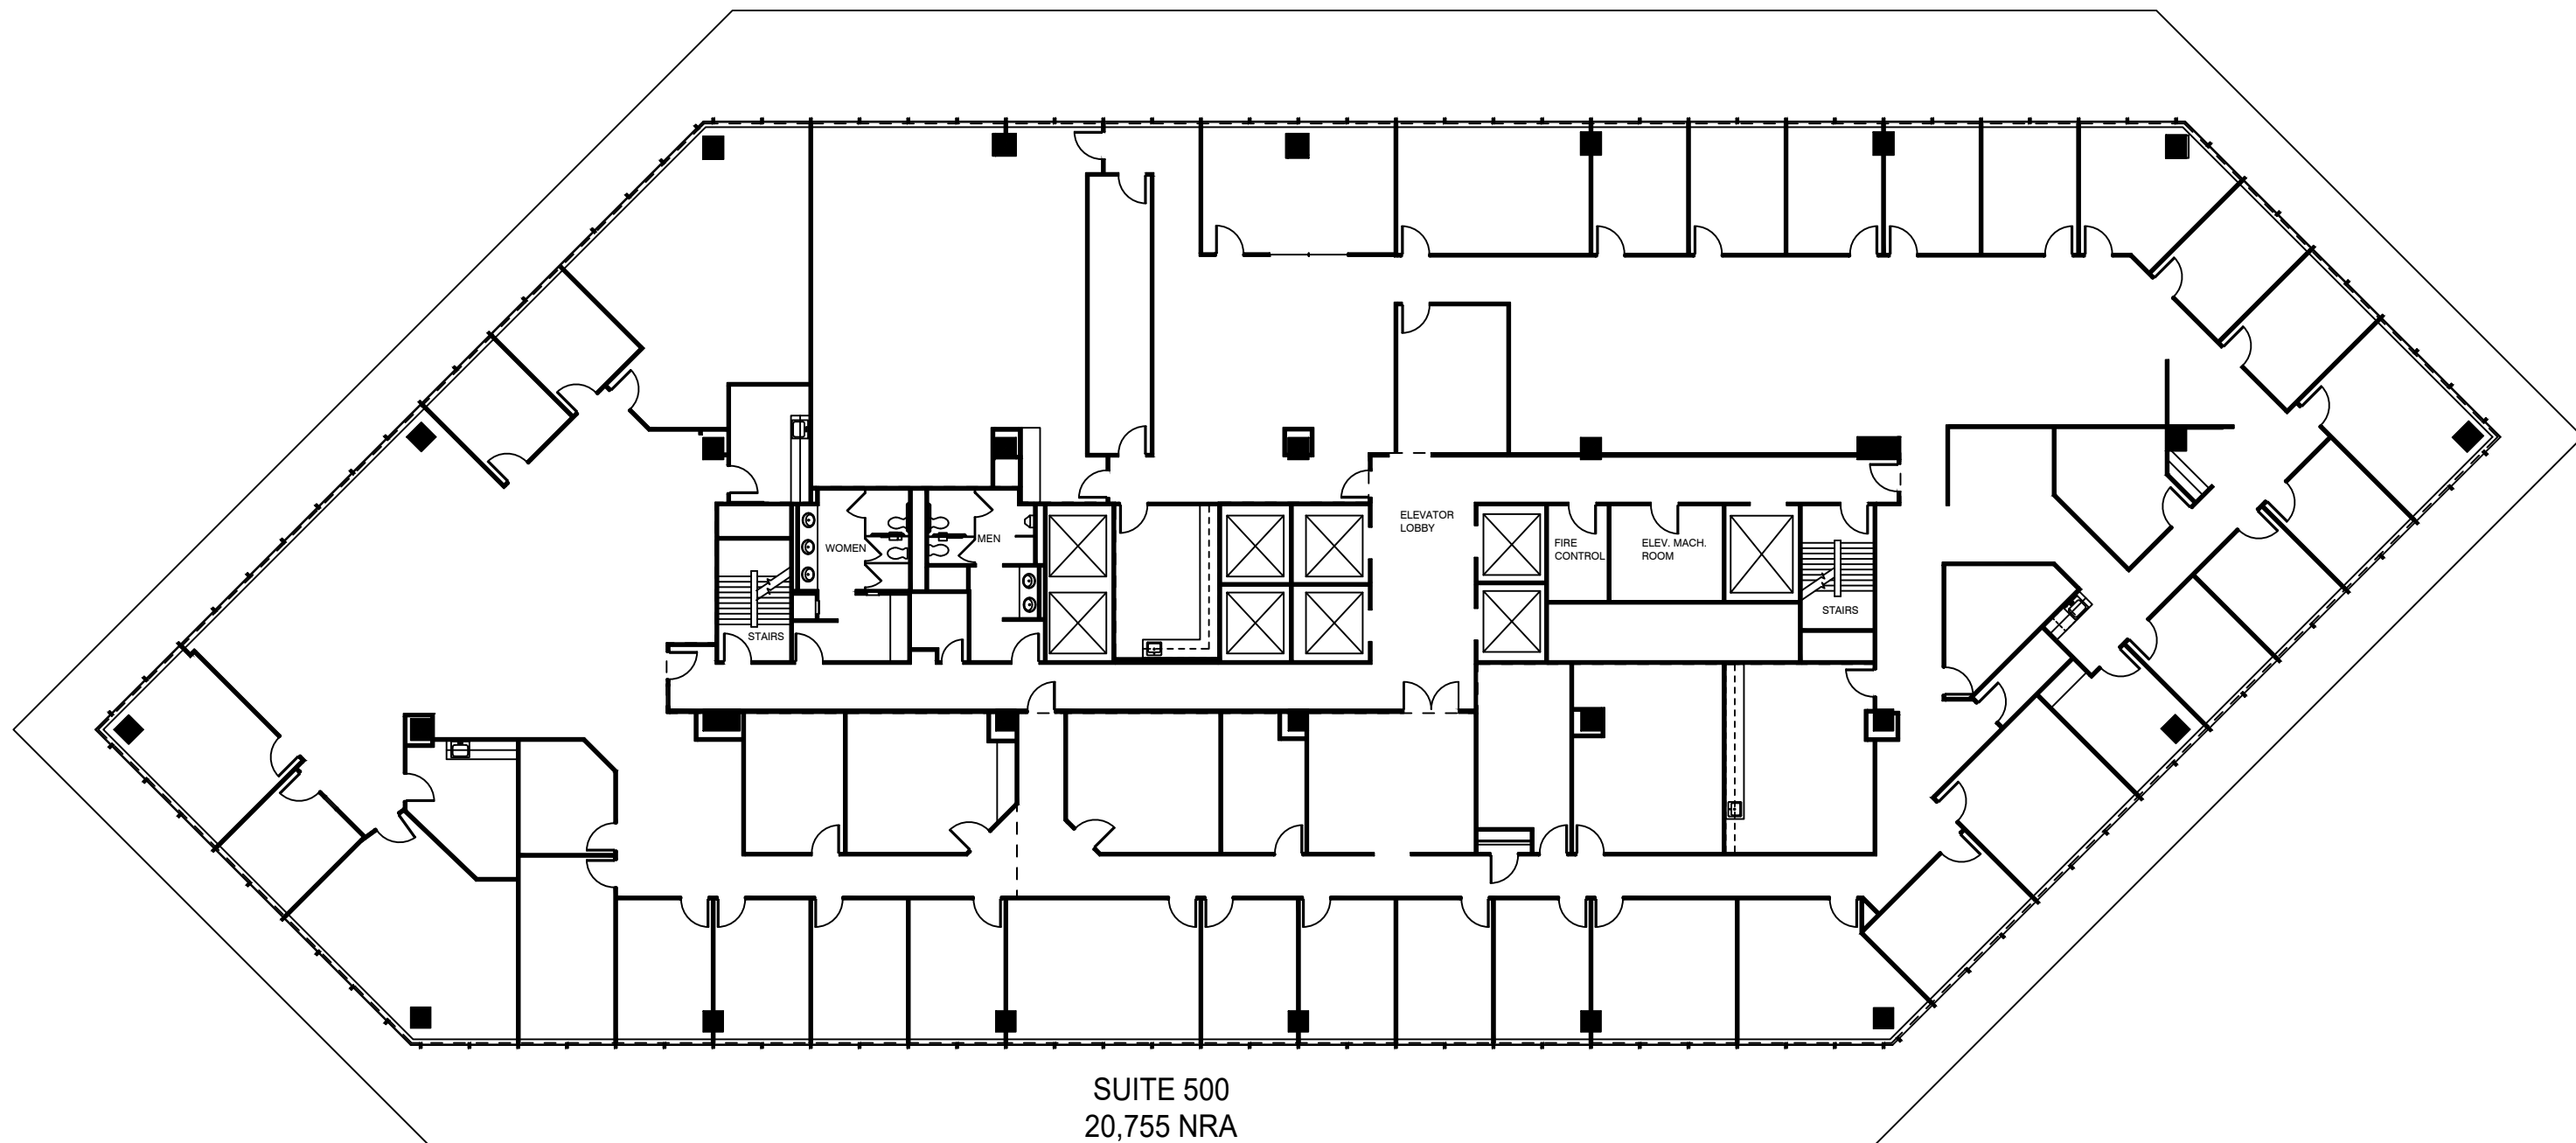 ELEVATOR
LOBBY
WOMEN
MEN
FIRE
CONTROL
ELEV. MACH.
ROOM
STAIRS
STAIRS
SUITE 500
20,755 NRA